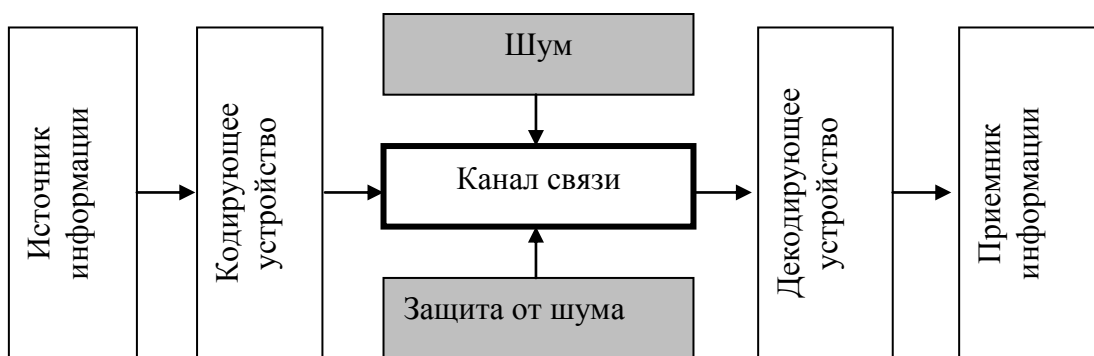 Источник
информации
Кодирующее
устройство
Шум
Канал связи
Защита от шума
Декодирующее
устройство
Приемник
информации